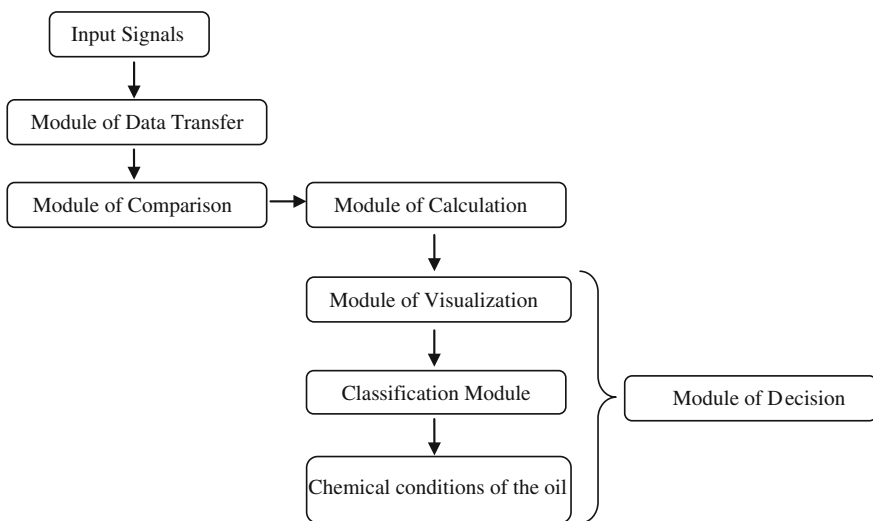 Input Signals
Module of Data Transfer
Module of Comparison
Module of Calculation
Module of Visualization
Classification Module
Module of Decision
Chemical conditions of the oil